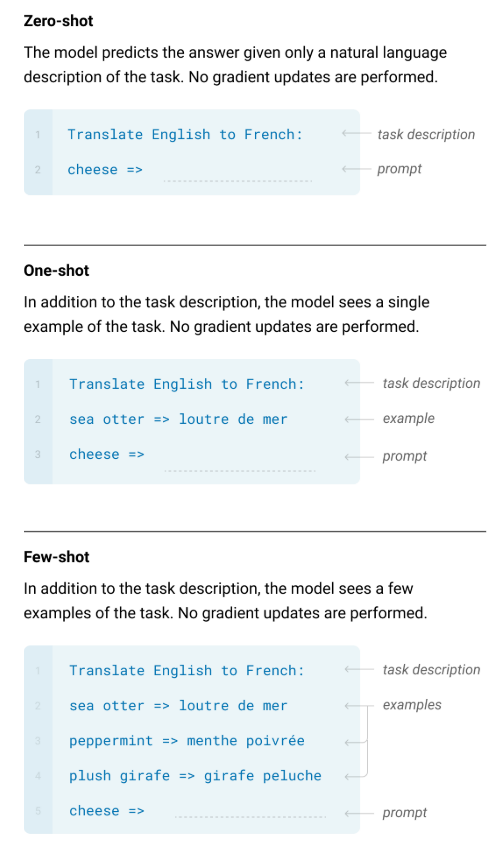 Zero-shot
The model predicts the answer given only a natural language
description of the task. No gradient updates are performed.
1 Translate English to French: task description
2 cheese => prompt
One-shot
In addition to the task description, the model sees a single
example of the task. No gradient updates are performed.
1 Translate English to French: task description
2 sea otter => loutre de mer example
3 cheese => prompt
Few-shot
In addition to the task description, the model sees a few
examples of the task. No gradient updates are performed.
1 Translate English to French: task description
2 sea otter => loutre de mer examples
3 peppermint => menthe poivrée
4 plush girafe => girafe peluche
5 cheese => prompt